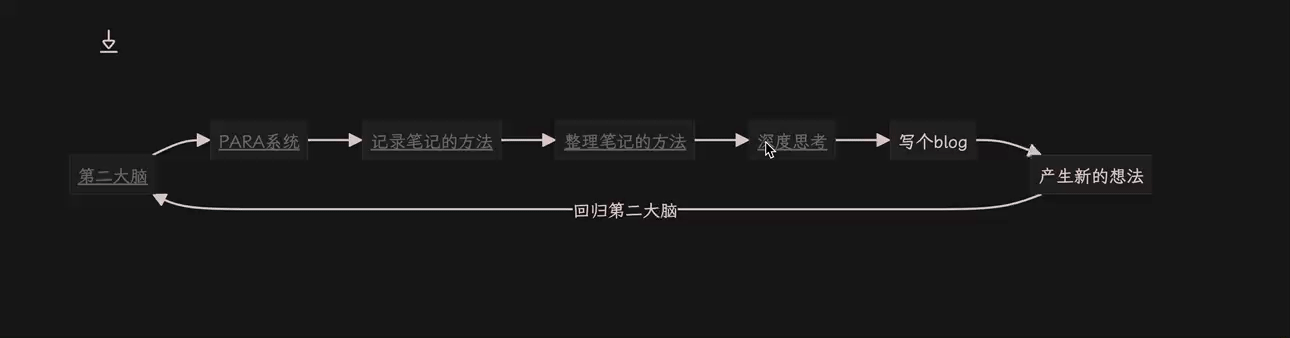 第二大脑
PARA系统
记录笔记的方法
整理笔记的方法
深度思考
写个blog
产生新的想法
回归第二大脑